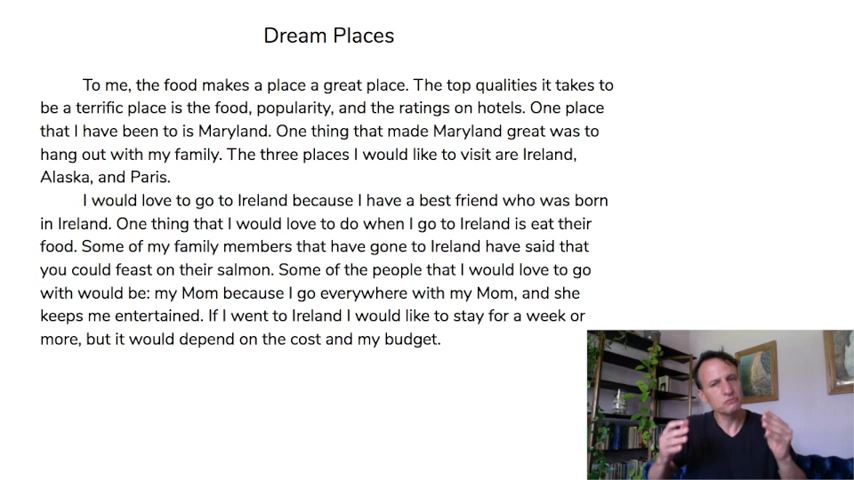 Dream Places
To me, the food makes a place a great place. The top qualities it takes to
be a terrific place is the food, popularity, and the ratings on hotels. One place
that I have been to is Maryland. One thing that made Maryland great was to
hang out with my family. The three places I would like to visit are Ireland,
Alaska, and Paris.
I would love to go to Ireland because I have a best friend who was born
in Ireland. One thing that I would love to do when I go to Ireland is eat their
food. Some of my family members that have gone to Ireland have said that
you could feast on their salmon. Some of the people that I would love to go
with would be: my Mom because I go everywhere with my Mom, and she
keeps me entertained. If I went to Ireland I would like to stay for a week or
more, but it would depend on the cost and my budget.